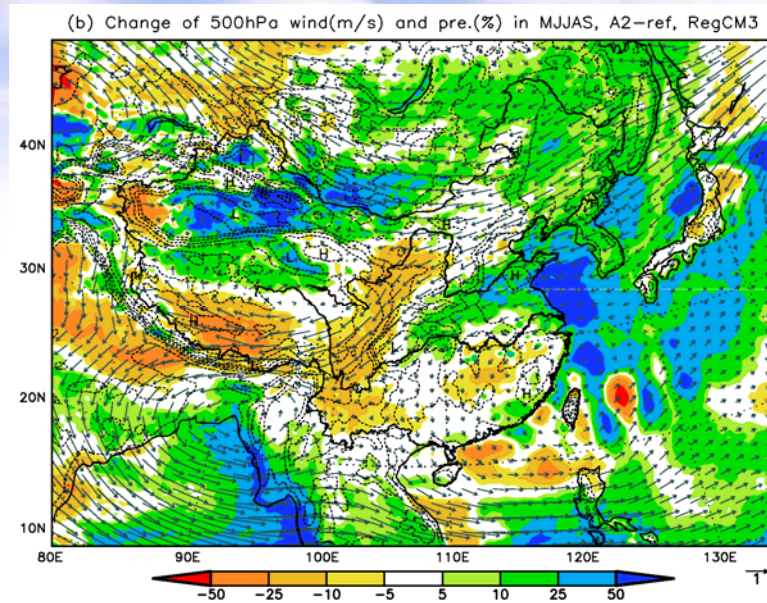 (b) Change of 500hPa wind(m/s) and pre.(%) in MJJAS, A2−ref, RegCM3
40N
30N
20N
10N
80E 90E 100E 110E 120E 130E
−50 −25 −10 −5 5 10 25 50 1